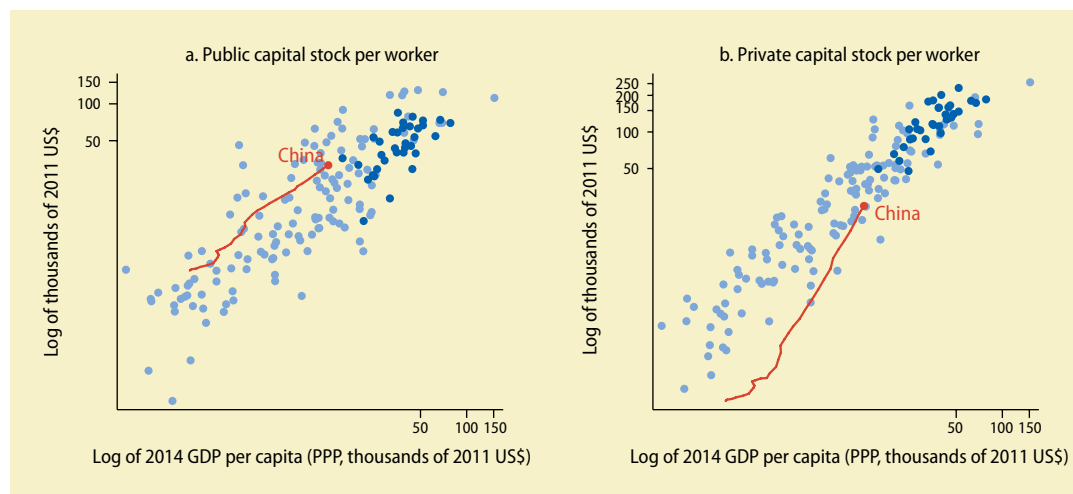 a. Public capital stock per worker
Log of thousands of 2011 US$
150
100
50
China
50 100 150
Log of 2014 GDP per capita (PPP, thousands of 2011 US$)
b. Private capital stock per worker
Log of thousands of 2011 US$
250
200
150
100
50
China
50 100 150
Log of 2014 GDP per capita (PPP, thousands of 2011 US$)